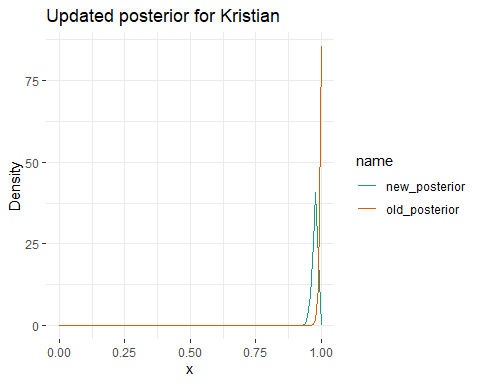 Updated posterior for Kristian
Density
75
50
25
0
0.00 0.25 0.50 0.75 1.00
x
name
new_posterior
old_posterior